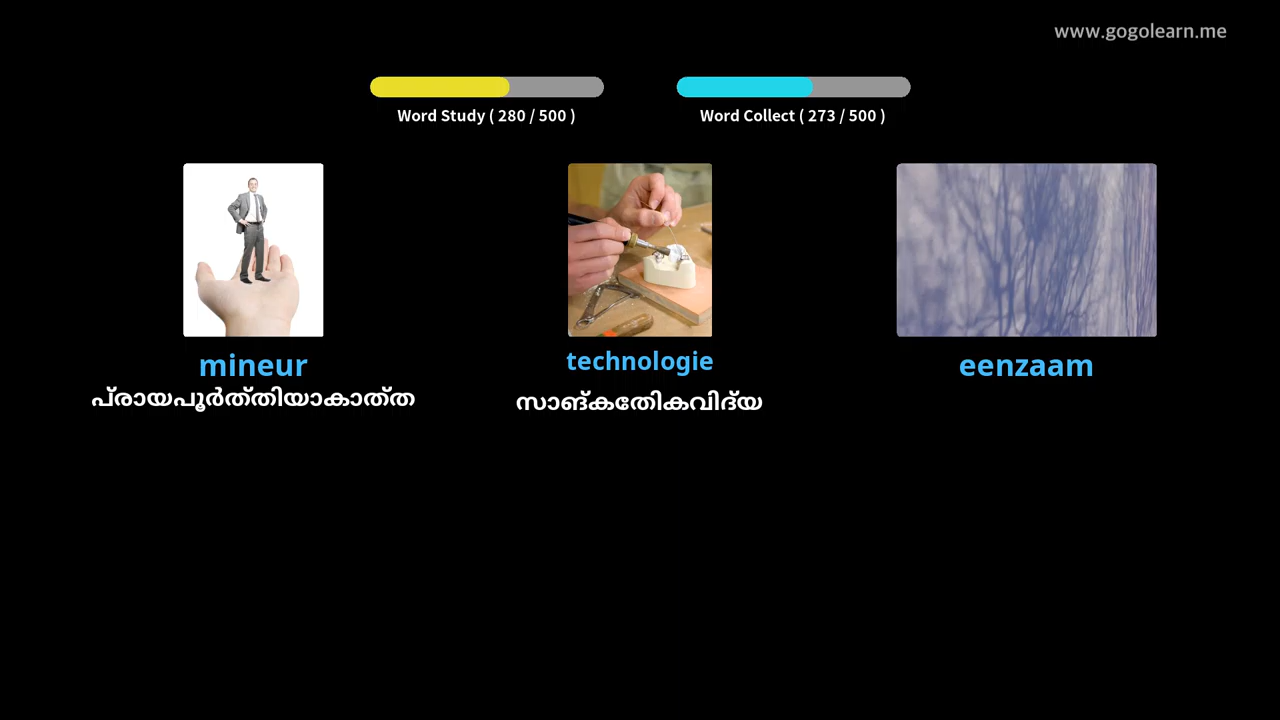 www.gogolearn.me
Word Study ( 280 / 500 )
Word Collect ( 273 / 500 )
mineur
technologie
eenzaam
പ്രായപൂർത്തിയാകാത്ത
സാങ്കേതികവിദ്യ